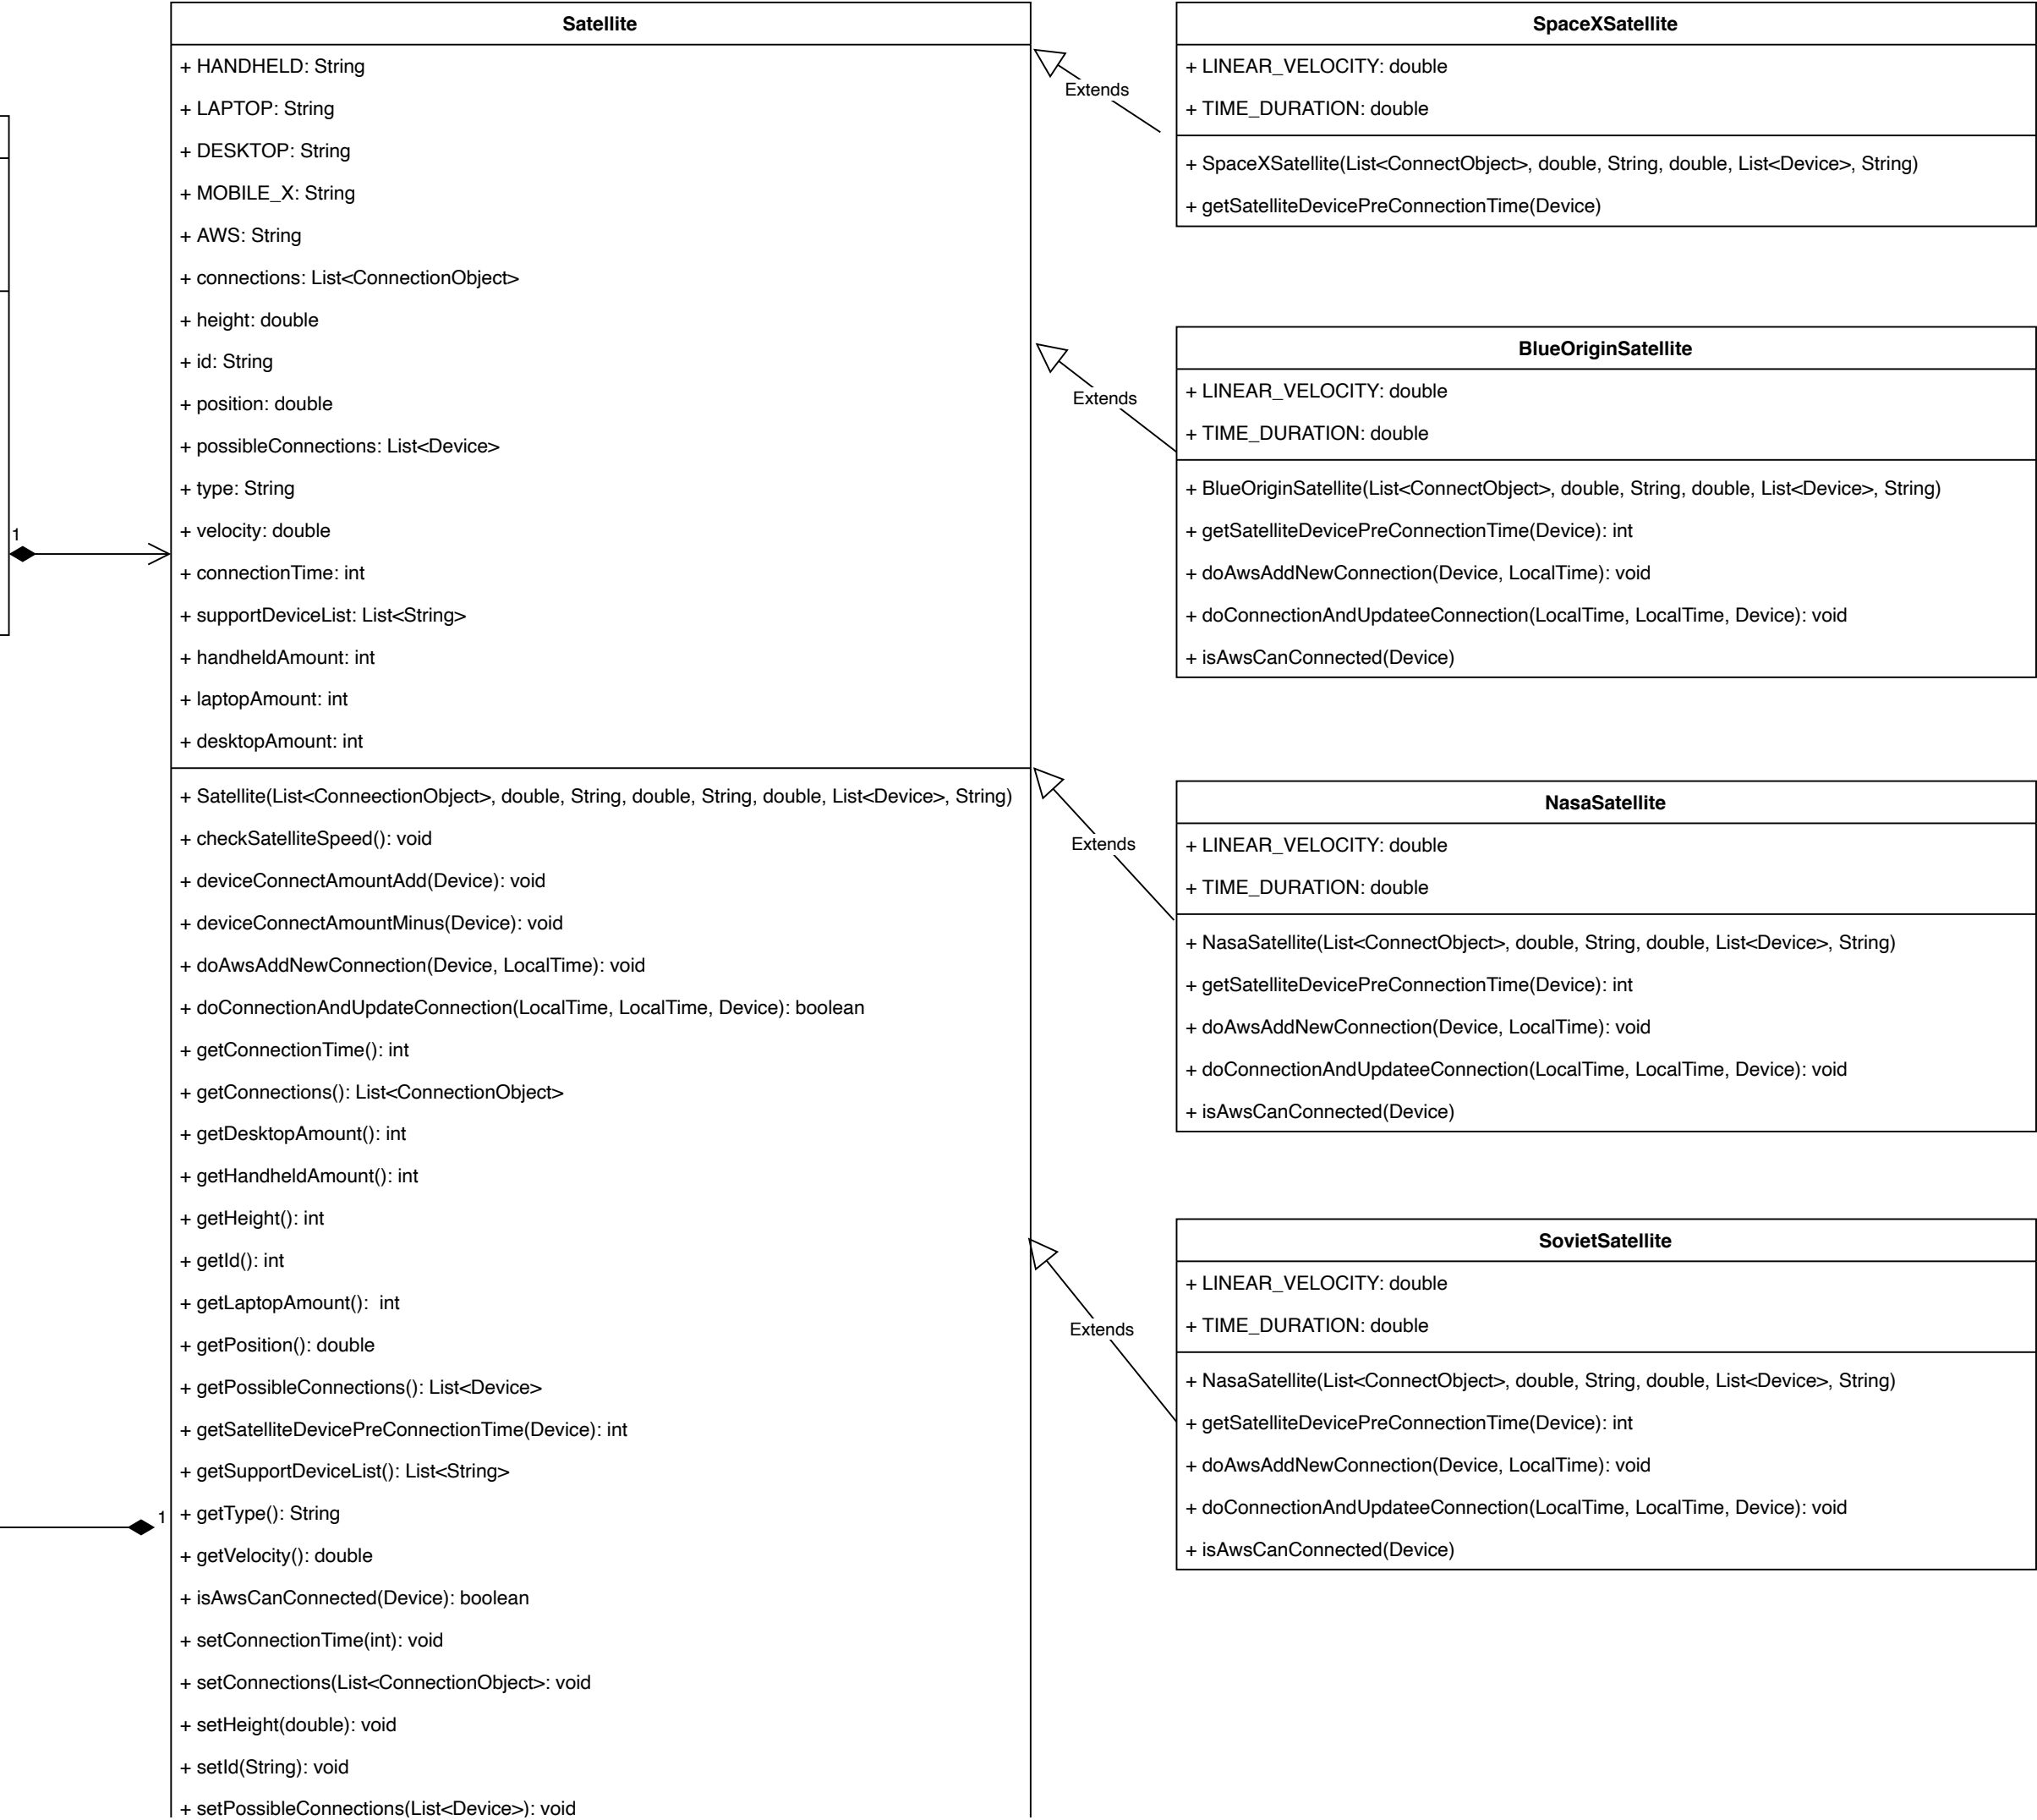 Satellite
+ HANDHELD: String
+ LAPTOP: String
+ DESKTOP: String
+ MOBILE_X: String
+ AWS: String
+ connections: List<ConnectionObject>
+ height: double
+ id: String
+ position: double
+ possibleConnections: List<Device>
+ type: String
+ velocity: double
+ connectionTime: int
+ supportDeviceList: List<String>
+ handheldAmount: int
+ laptopAmount: int
+ desktopAmount: int
+ Satellite(List<ConneectionObject>, double, String, double, String, double, List<Device>, String)
+ checkSatelliteSpeed(): void
+ deviceConnectAmountAdd(Device): void
+ deviceConnectAmountMinus(Device): void
+ doAwsAddNewConnection(Device, LocalTime): void
+ doConnectionAndUpdateConnection(LocalTime, LocalTime, Device): boolean
+ getConnectionTime(): int
+ getConnections(): List<ConnectionObject>
+ getDesktopAmount(): int
+ getHandheldAmount(): int
+ getHeight(): int
+ getId(): int
+ getLaptopAmount():  int
+ getPosition(): double
+ getPossibleConnections(): List<Device>
+ getSatelliteDevicePreConnectionTime(Device): int
+ getSupportDeviceList(): List<String>
+ getType(): String
+ getVelocity(): double
+ isAwsCanConnected(Device): boolean
+ setConnectionTime(int): void
+ setConnections(List<ConnectionObject>: void
+ setHeight(double): void
+ setId(String): void
+ setPossibleConnections(List<Device>): void
1
1
Extends
Extends
Extends
Extends
SpaceXSatellite
+ LINEAR_VELOCITY: double
+ TIME_DURATION: double
+ SpaceXSatellite(List<ConnectObject>, double, String, double, List<Device>, String)
+ getSatelliteDevicePreConnectionTime(Device)
BlueOriginSatellite
+ LINEAR_VELOCITY: double
+ TIME_DURATION: double
+ BlueOriginSatellite(List<ConnectObject>, double, String, double, List<Device>, String)
+ getSatelliteDevicePreConnectionTime(Device): int
+ doAwsAddNewConnection(Device, LocalTime): void
+ doConnectionAndUpdateeConnection(LocalTime, LocalTime, Device): void
+ isAwsCanConnected(Device)
NasaSatellite
+ LINEAR_VELOCITY: double
+ TIME_DURATION: double
+ NasaSatellite(List<ConnectObject>, double, String, double, List<Device>, String)
+ getSatelliteDevicePreConnectionTime(Device): int
+ doAwsAddNewConnection(Device, LocalTime): void
+ doConnectionAndUpdateeConnection(LocalTime, LocalTime, Device): void
+ isAwsCanConnected(Device)
SovietSatellite
+ LINEAR_VELOCITY: double
+ TIME_DURATION: double
+ NasaSatellite(List<ConnectObject>, double, String, double, List<Device>, String)
+ getSatelliteDevicePreConnectionTime(Device): int
+ doAwsAddNewConnection(Device, LocalTime): void
+ doConnectionAndUpdateeConnection(LocalTime, LocalTime, Device): void
+ isAwsCanConnected(Device)